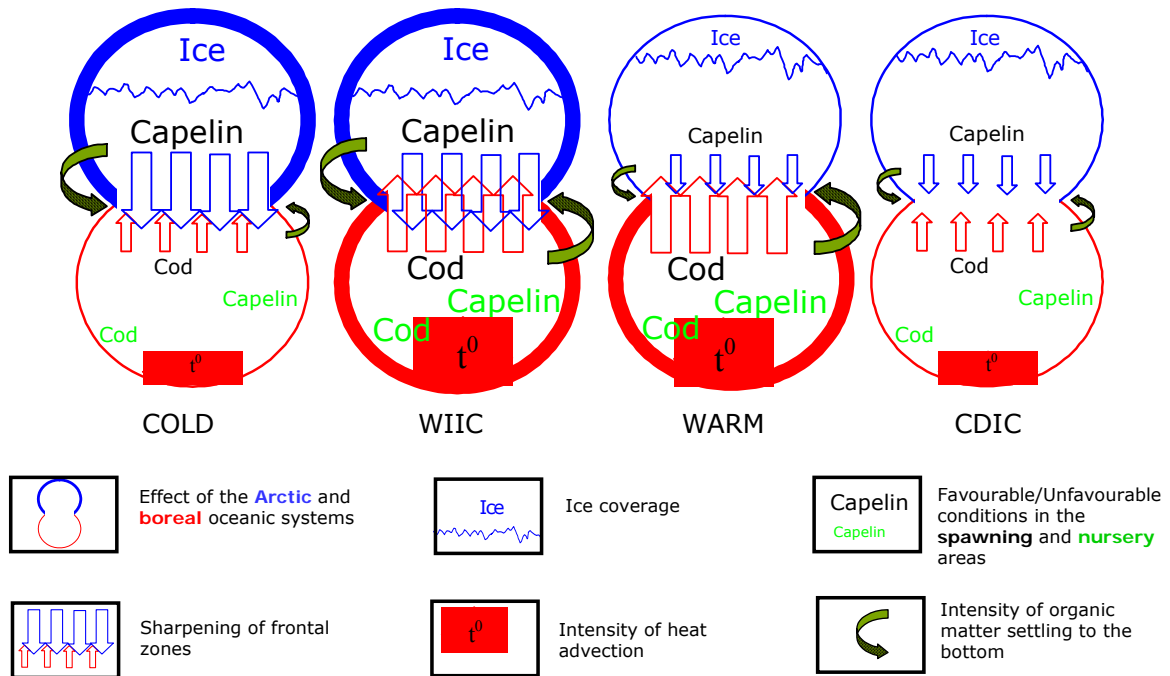 Ice
Capelin
Cod
Capelin
Cod
t⁰
COLD
Ice
Capelin
Cod
Capelin
Cod
t⁰
WIIC
Ice
Capelin
Cod
Capelin
Cod
t⁰
WARM
Ice
Capelin
Cod
Capelin
Cod
t⁰
CDIC
Effect of the Arctic and
boreal oceanic systems
Ice
Ice coverage
Capelin
Capelin
Favourable/Unfavourable
conditions in the
spawning and nursery
areas
Sharpening of frontal
zones
t⁰
Intensity of heat
advection
Intensity of organic
matter settling to the
bottom